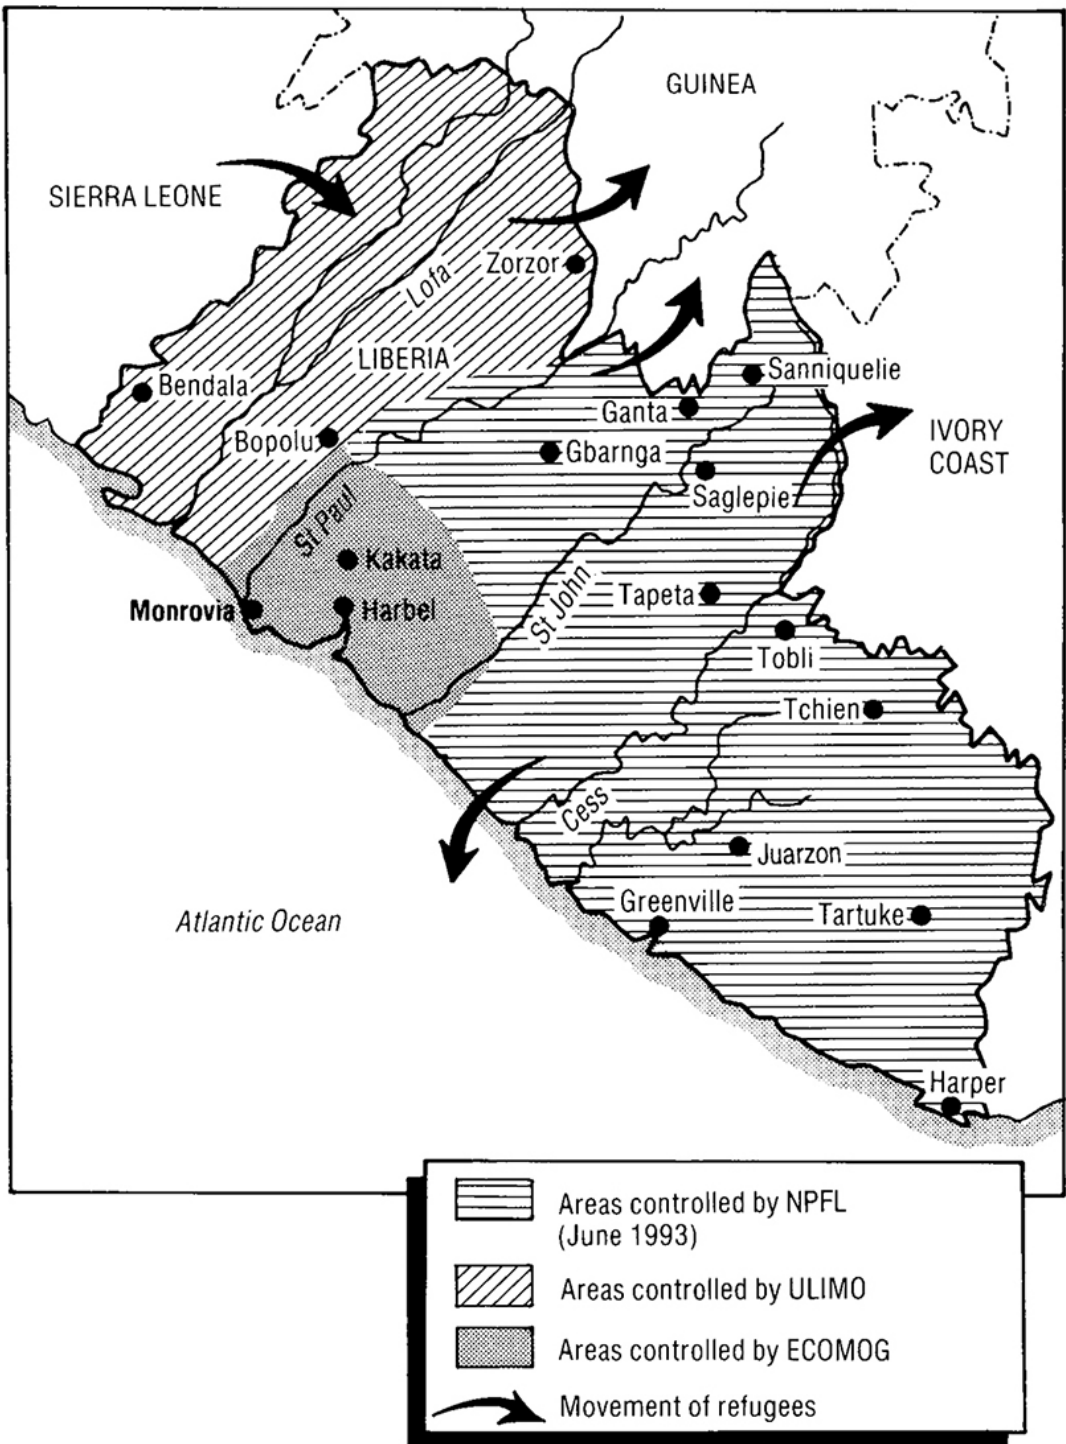 GUINEA
SIERRA LEONE
Zorzor
Lofa
LIBERIA
Sanniquelie
Bendala
Ganta
IVORY
COAST
Bopolu
Gbarnga
Saglepie
St Paul
Kakata
St John
Tapeta
Monrovia
Harbel
Tobli
Tchien
Cess
Juarzon
Greenville
Tartuke
Atlantic Ocean
Harper
Areas controlled by NPFL
(June 1993)
Areas controlled by ULIMO
Areas controlled by ECOMOG
Movement of refugees